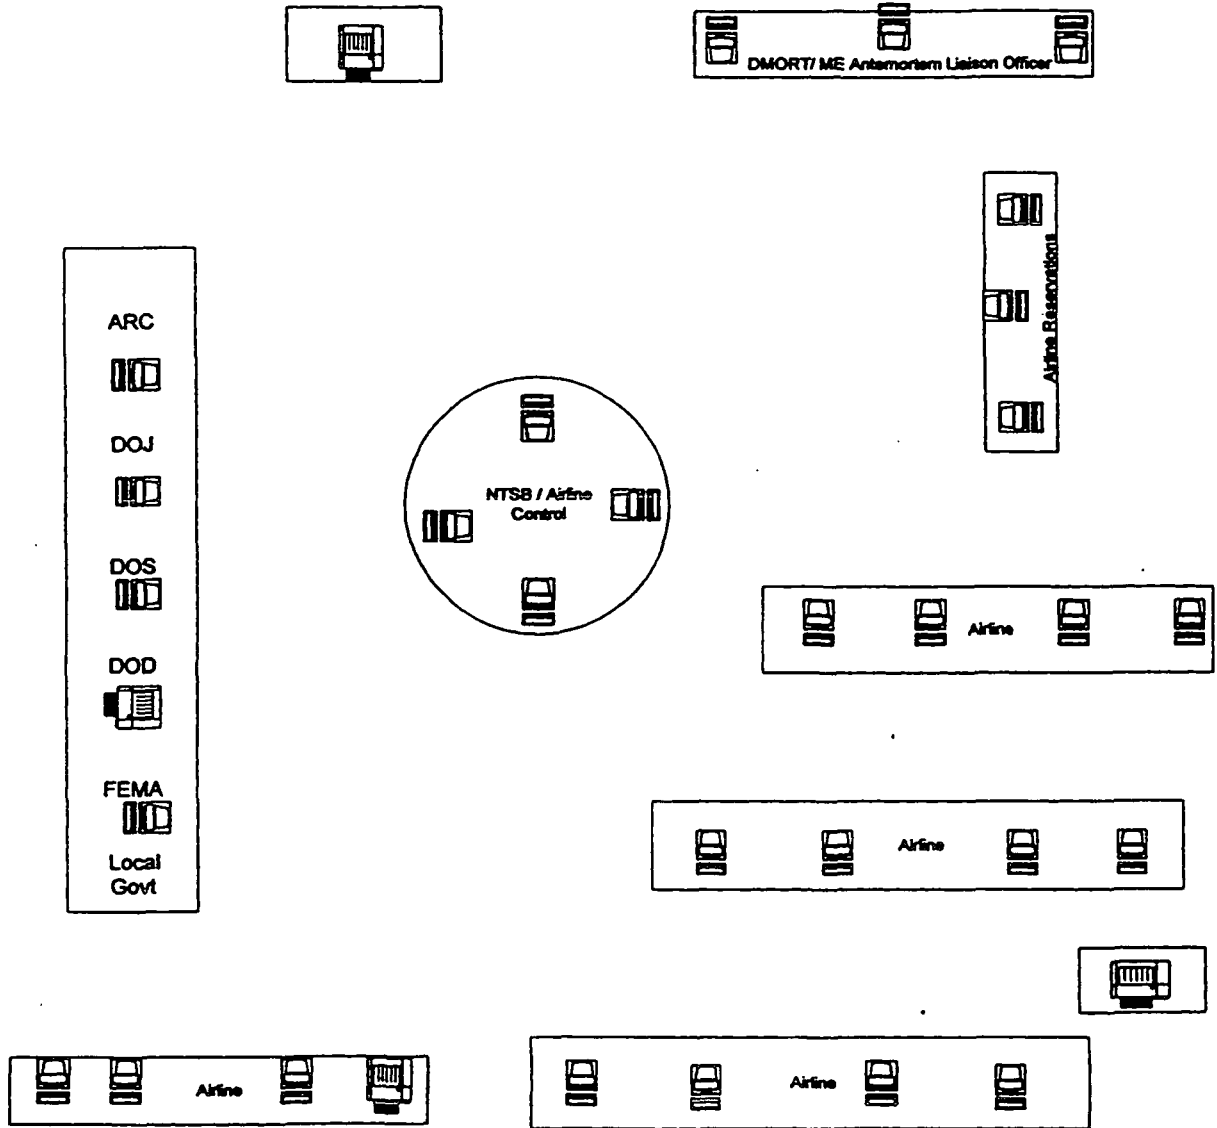 DMORT/ ME Antemortem Liaison Officer
Airline Reservations
ARC
DOJ
DOS
DOD
FEMA
Local
Govt
NTSB / Airline
Control
Airline
Airline
Airline
Airline